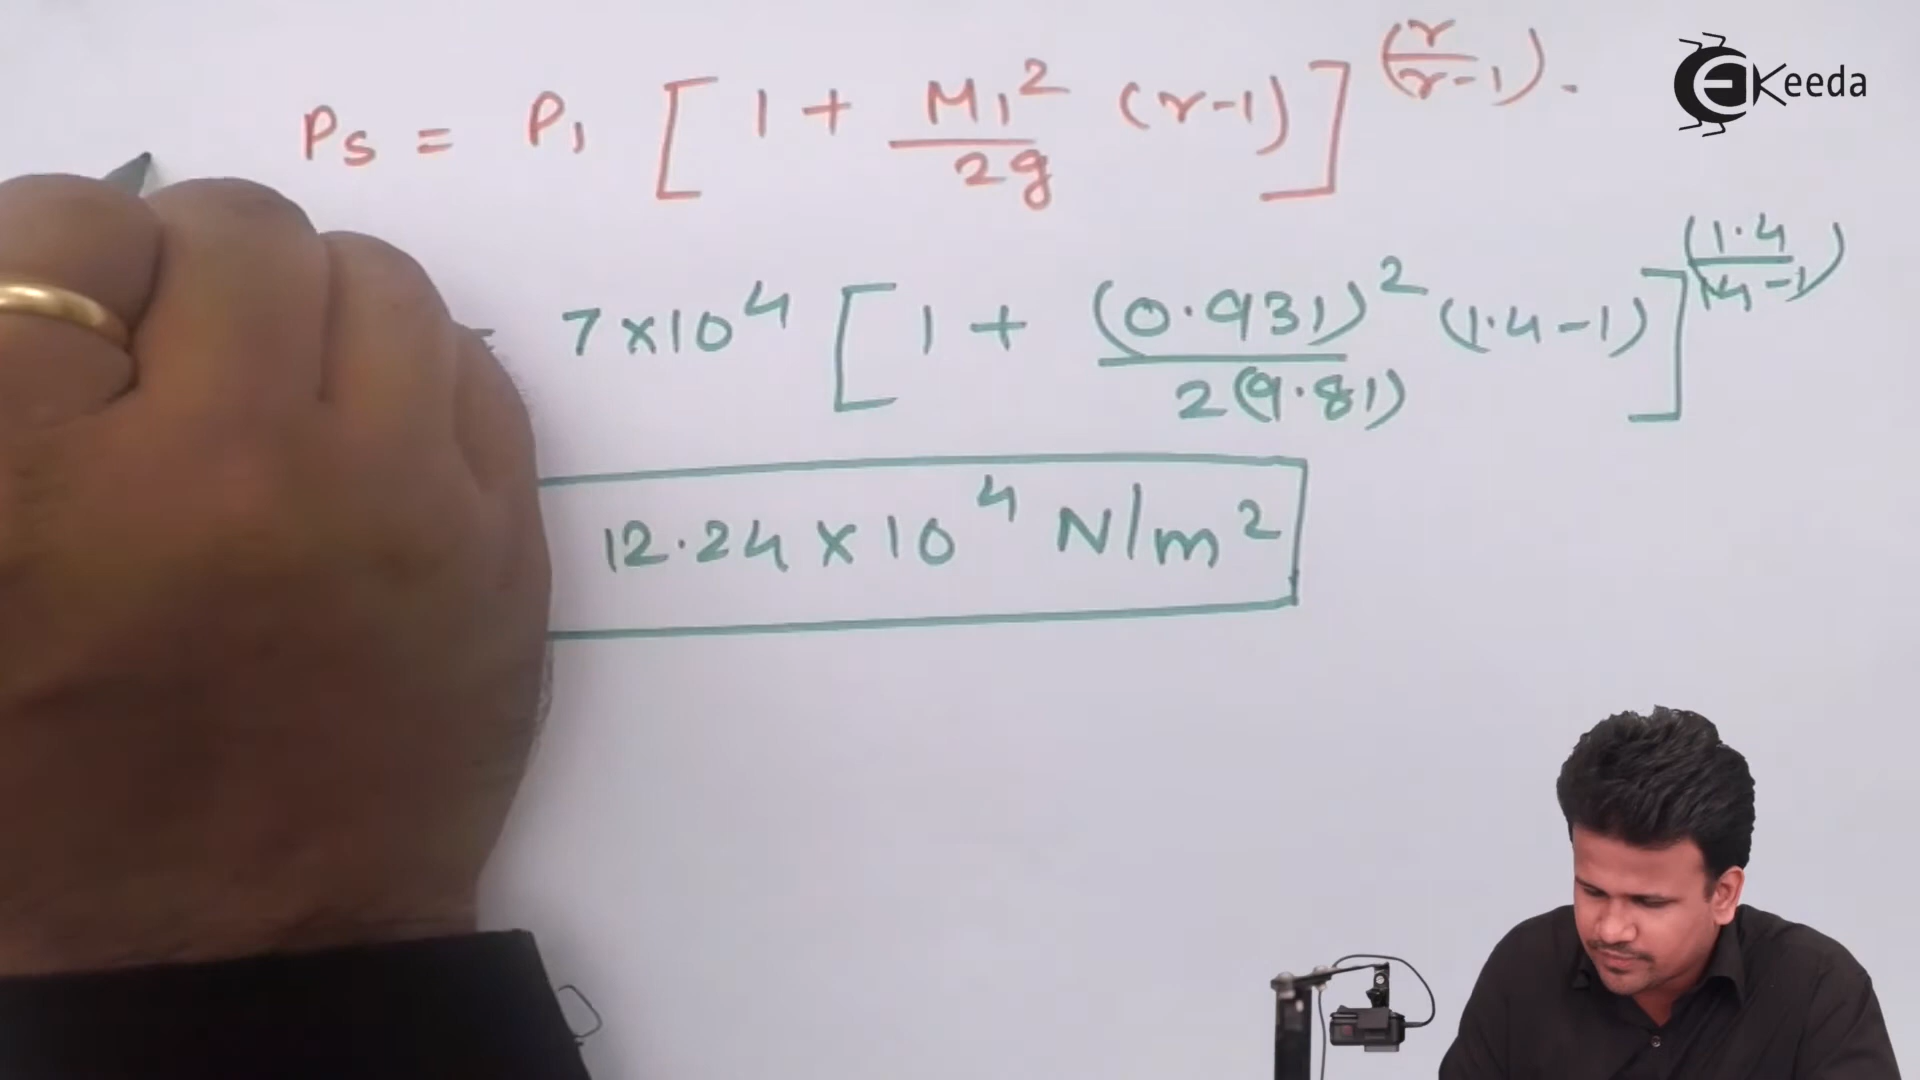 EKeeda
Ps = P1 [ 1 + M1² / 2g (r-1) ]^(r / r-1).
= 7×10⁴ [ 1 + (0.931)² / 2(9.81) (1.4-1) ]^(1.4 / 1.4-1)
12.24 × 10⁴ N/m²